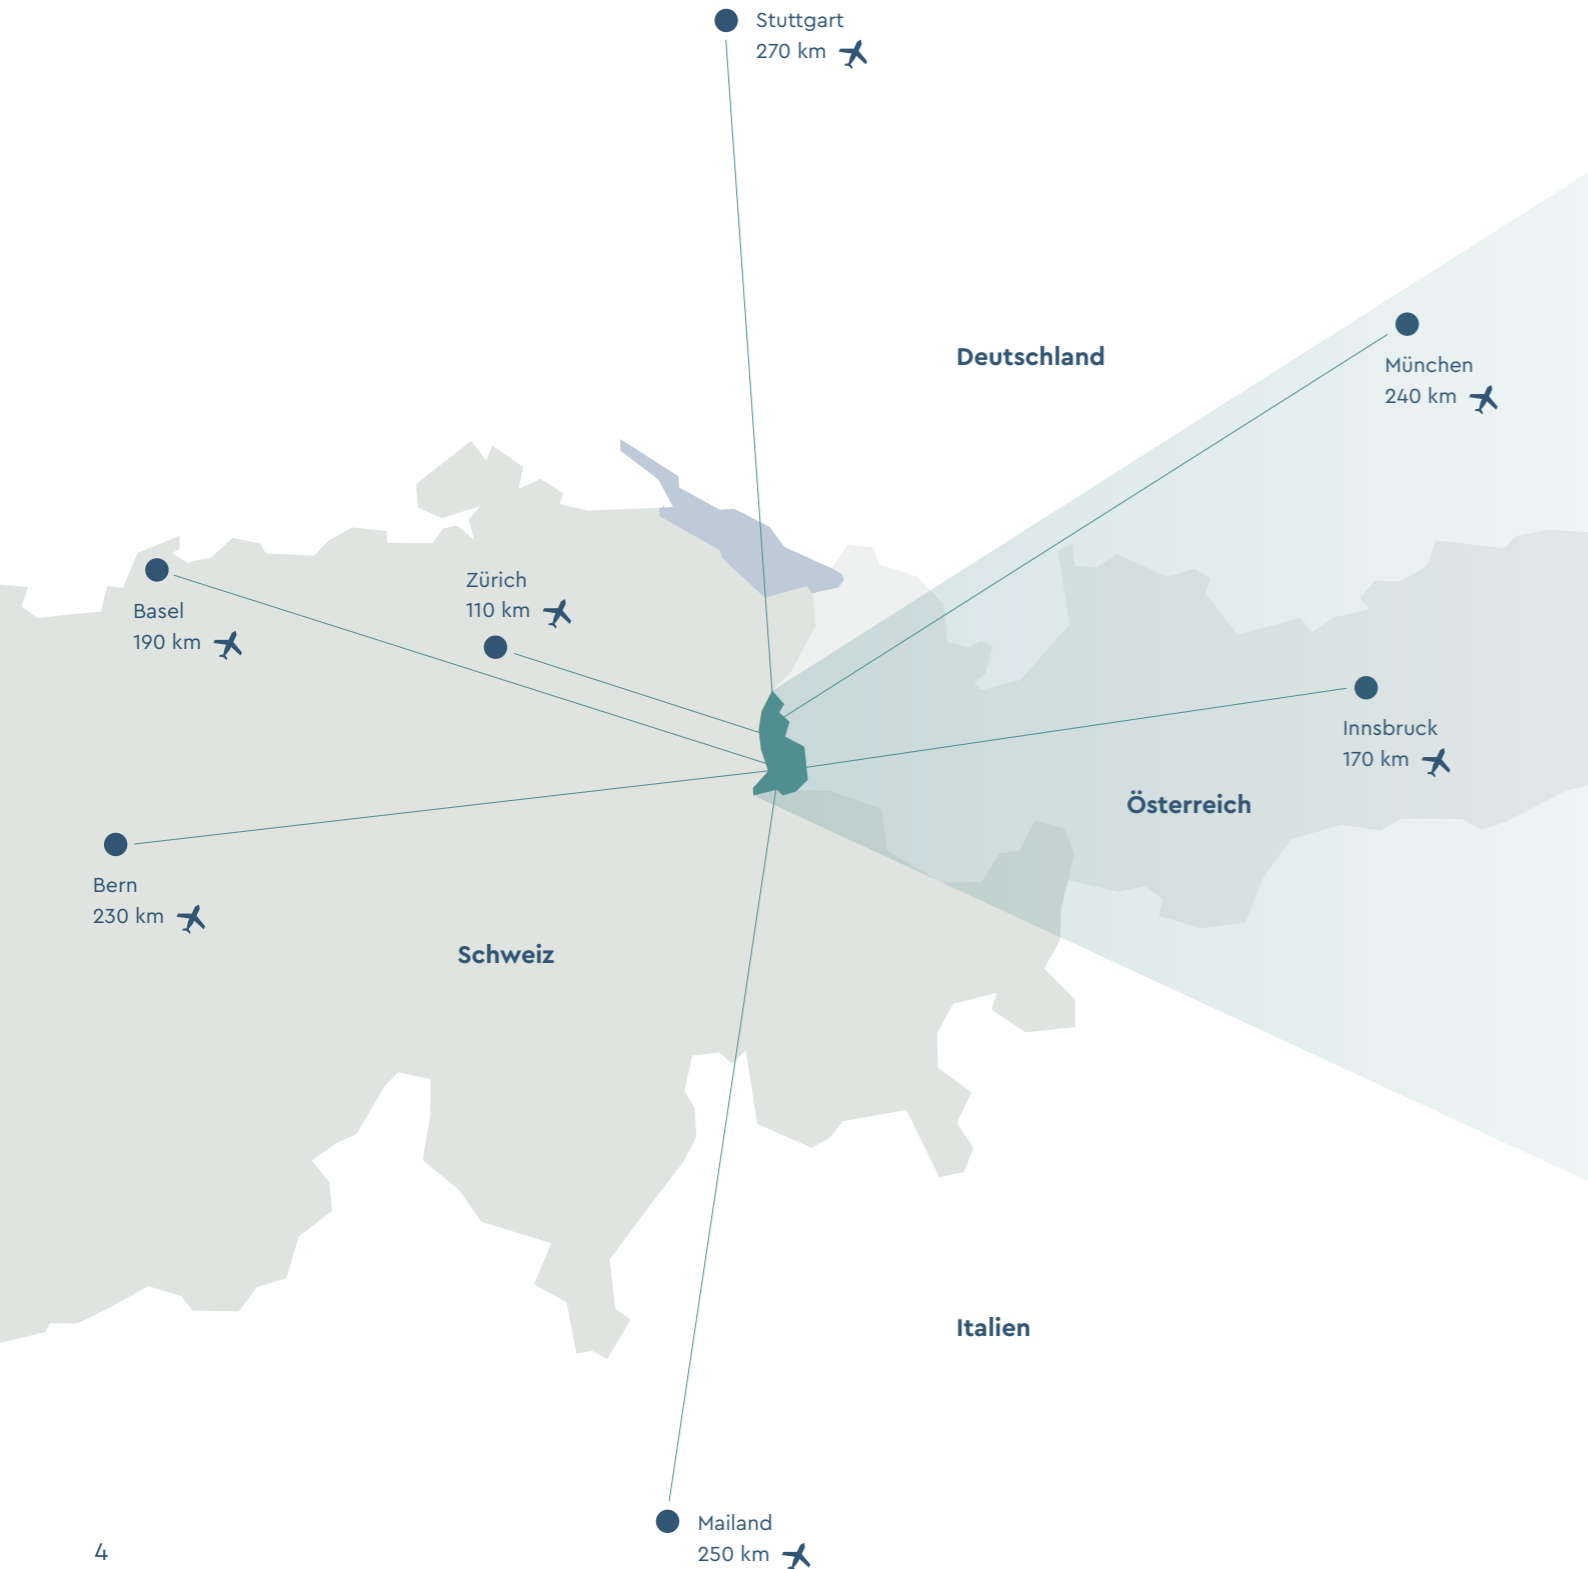 Stuttgart
270 km
Deutschland
München
240 km
Zürich
110 km
Basel
190 km
Innsbruck
170 km
Österreich
Bern
230 km
Schweiz
Italien
Mailand
250 km
4